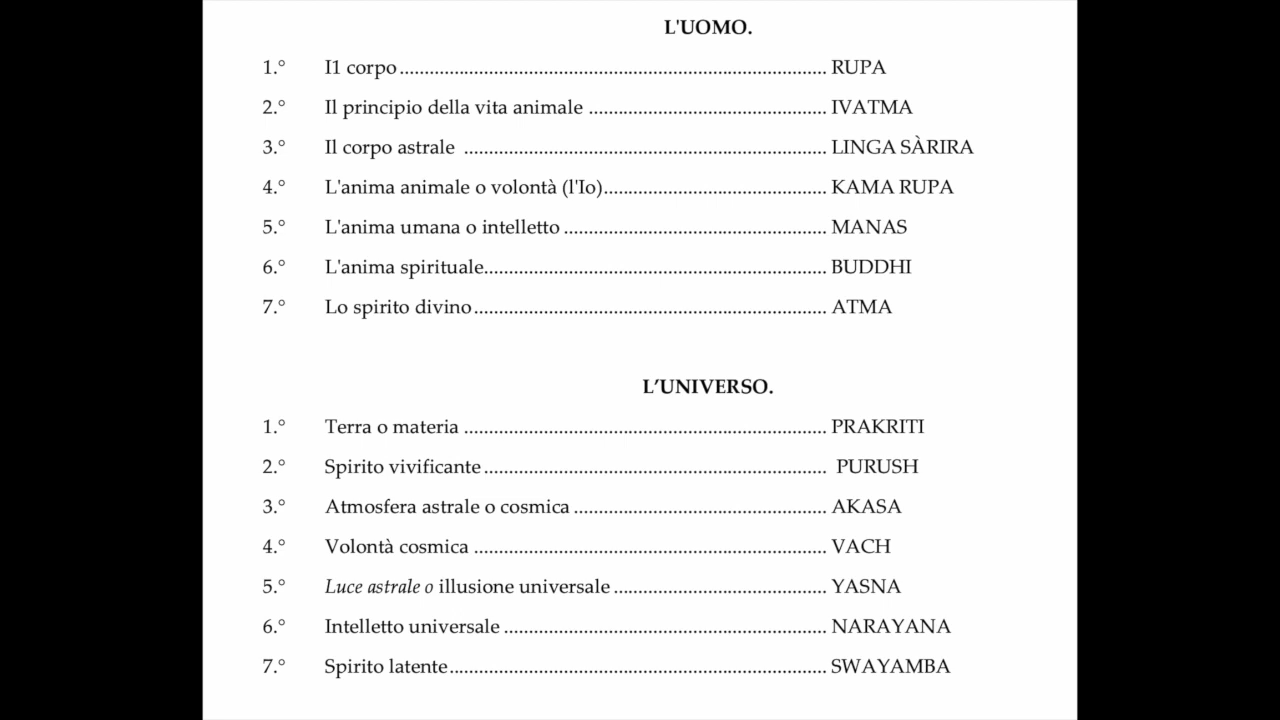 L'UOMO.
1.° I1 corpo ........................................................................................ RUPA
2.° Il principio della vita animale ................................................. IVATMA
3.° Il corpo astrale ........................................................................... LINGA SÀRIRA
4.° L'anima animale o volontà (l'Io).............................................. KAMA RUPA
5.° L'anima umana o intelletto ...................................................... MANAS
6.° L'anima spirituale...................................................................... BUDDHI
7.° Lo spirito divino ........................................................................ ATMA
L’UNIVERSO.
1.° Terra o materia .......................................................................... PRAKRITI
2.° Spirito vivificante ...................................................................... PURUSH
3.° Atmosfera astrale o cosmica .................................................... AKASA
4.° Volontà cosmica ........................................................................ VACH
5.° Luce astrale o illusione universale ............................................ YASNA
6.° Intelletto universale .................................................................. NARAYANA
7.° Spirito latente ............................................................................. SWAYAMBA